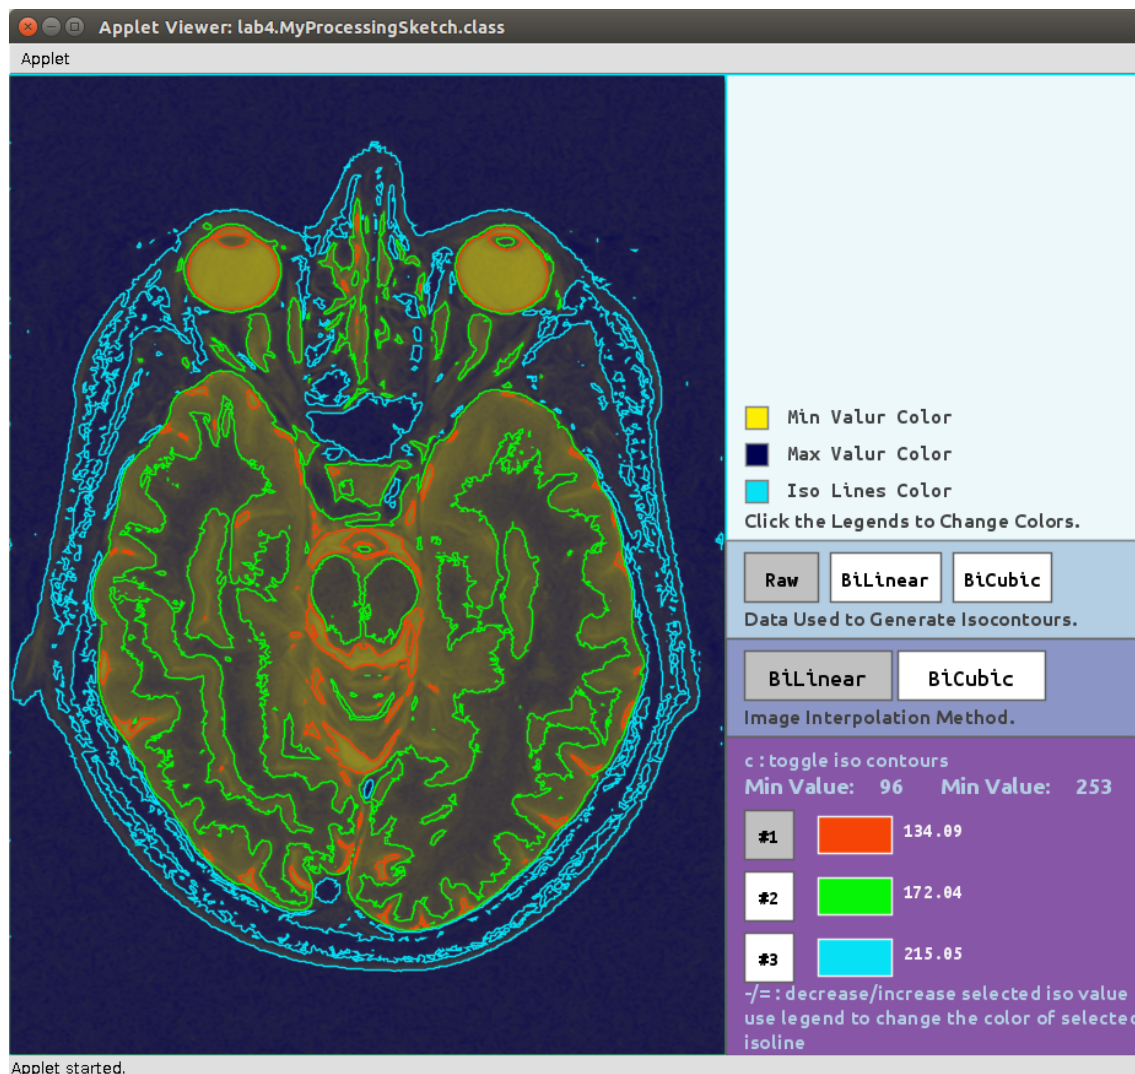 Applet Viewer: lab4.MyProcessingSketch.class
Applet
Min Valur Color
Max Valur Color
Iso Lines Color
Click the Legends to Change Colors.
Raw BiLinear BiCubic
Data Used to Generate Isocontours.
BiLinear BiCubic
Image Interpolation Method.
c : toggle iso contours
Min Value: 96 Min Value: 253
#1 134.09
#2 172.04
#3 215.05
-/= : decrease/increase selected iso value
use legend to change the color of selected
isoline
Applet started.